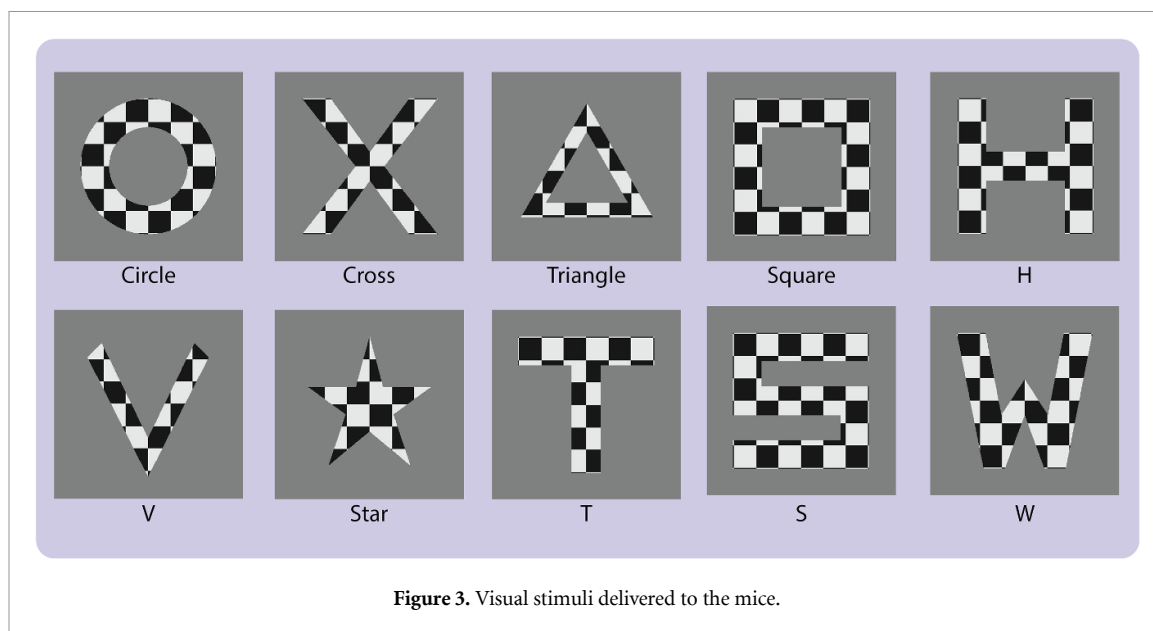 Circle Cross Triangle Square H
V Star T S W
Figure 3. Visual stimuli delivered to the mice.